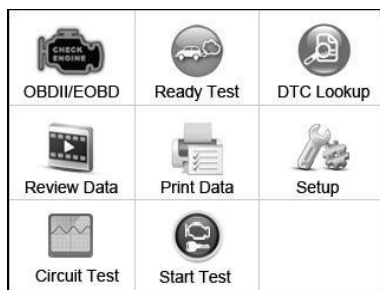 CHECK
ENGINE
OBDII/EOBD
Ready Test
DTC Lookup
Review Data
Print Data
Setup
Circuit Test
Start Test